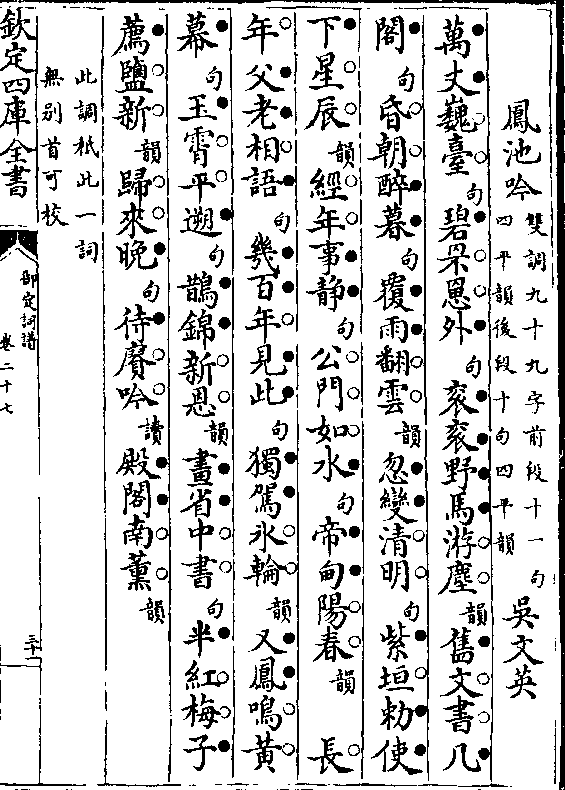 鳳池吟 雙調九十九字前段十一句
四平韻後段十句四平韻 吳文英
萬丈巍臺句碧罘罳外句衮衮野馬游塵韻舊文書几
閣句昏朝醉暮句覆雨翻雲韻忽變清明句紫垣勅使
下星辰韻經年事靜句公門如水句帝甸陽春韻 長
年父老相語句幾百年見此句獨駕氷輪韻又鳳鳴黃
幕句玉霄平遡句鵲錦新恩韻畫省中書句半紅梅子
薦鹽新韻歸來晚句待賡吟讀殿閣南薰韻
此調祇此一詞
無别首可校
欽定四庫全書
御定詞譜
卷二十七
三十二